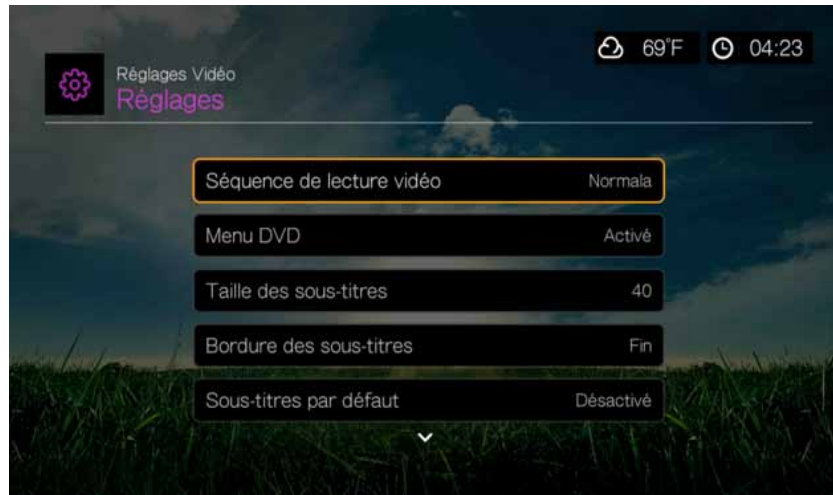 69°F 04:23
Réglages Vidéo
Réglages
Séquence de lecture vidéo Normala
Menu DVD Activé
Taille des sous-titres 40
Bordure des sous-titres Fin
Sous-titres par défaut Désactivé